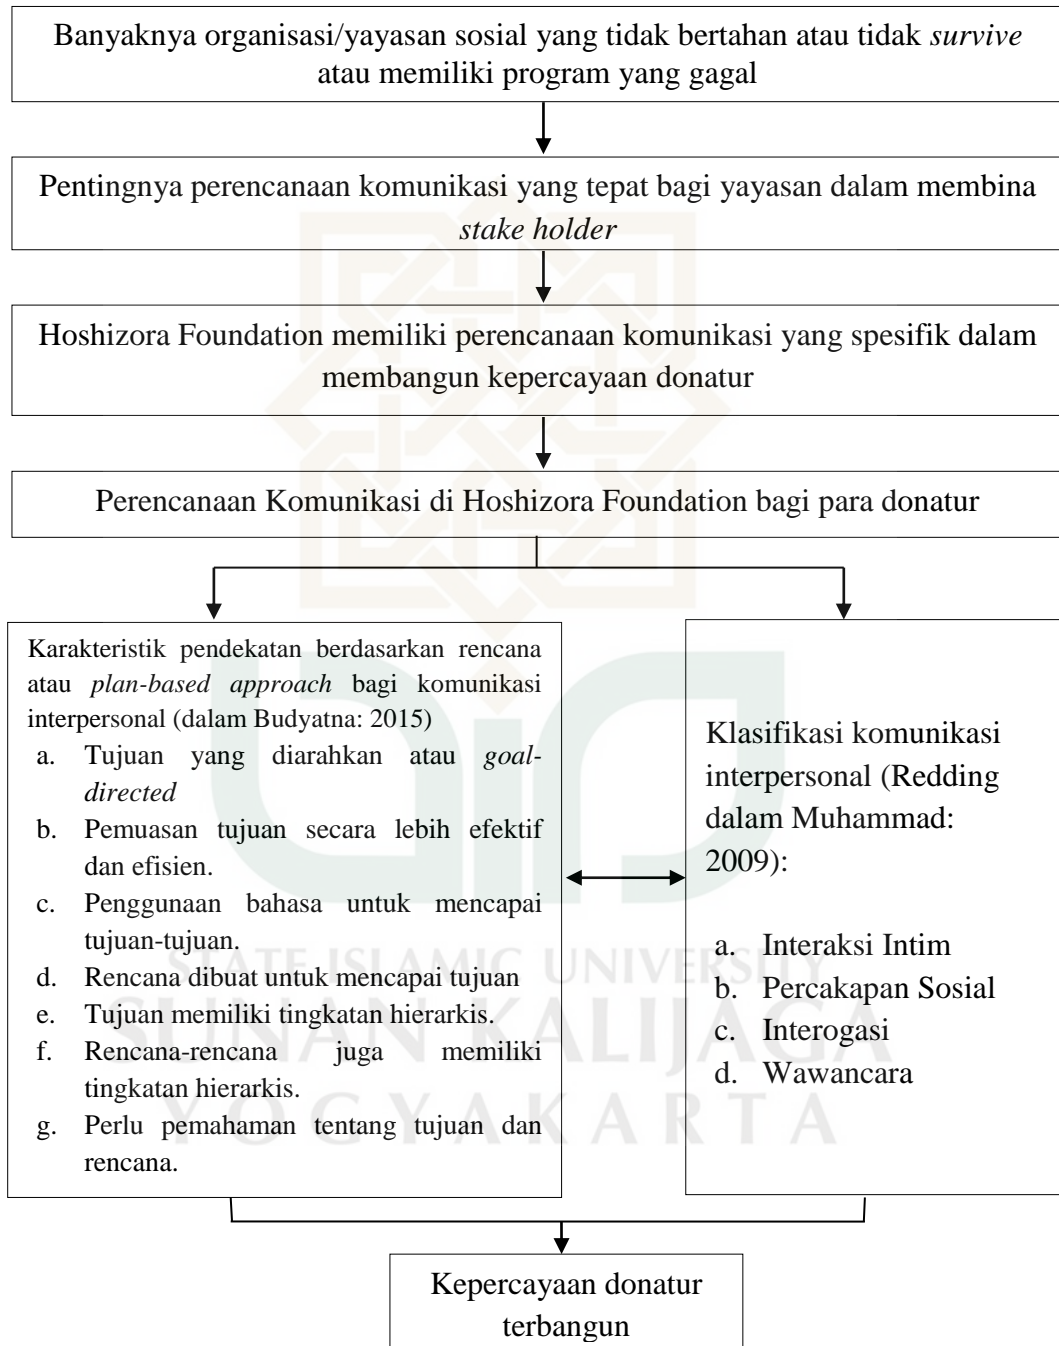 Banyaknya organisasi/yayasan sosial yang tidak bertahan atau tidak survive
atau memiliki program yang gagal
Pentingnya perencanaan komunikasi yang tepat bagi yayasan dalam membina
stake holder
Hoshizora Foundation memiliki perencanaan komunikasi yang spesifik dalam
membangun kepercayaan donatur
Perencanaan Komunikasi di Hoshizora Foundation bagi para donatur
Karakteristik pendekatan berdasarkan rencana
atau plan-based approach bagi komunikasi
interpersonal (dalam Budyatna: 2015)
a. Tujuan yang diarahkan atau goal-
directed
b. Pemuasan tujuan secara lebih efektif
dan efisien.
c. Penggunaan bahasa untuk mencapai
tujuan-tujuan.
d. Rencana dibuat untuk mencapai tujuan
e. Tujuan memiliki tingkatan hierarkis.
f. Rencana-rencana juga memiliki
tingkatan hierarkis.
g. Perlu pemahaman tentang tujuan dan
rencana.
Klasifikasi komunikasi
interpersonal (Redding
dalam Muhammad:
2009):
a. Interaksi Intim
b. Percakapan Sosial
c. Interogasi
d. Wawancara
Kepercayaan donatur
terbangun
STATE ISLAMIC UNIVERSITY
SUNAN KALIJAGA
YOGYAKARTA